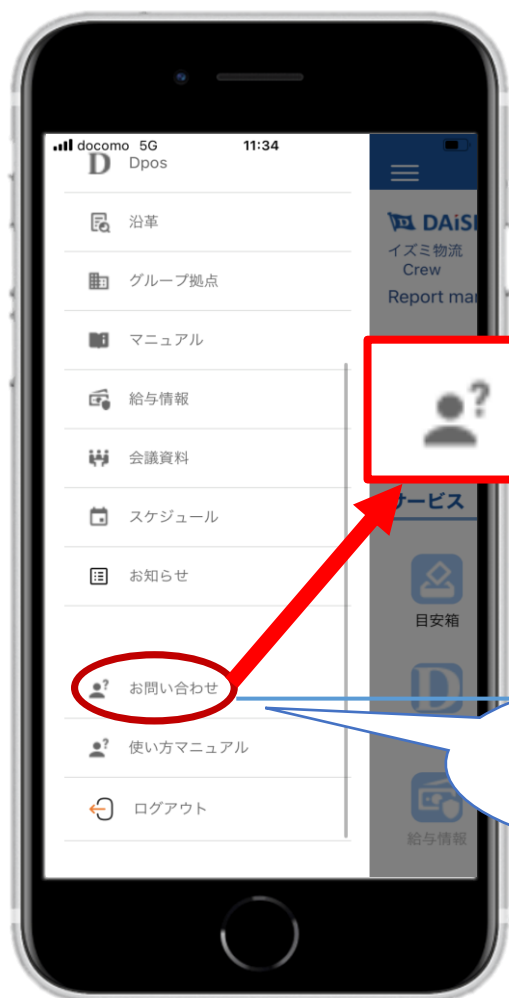 docomo 5G 11:34
D Dpos
沿革
グループ拠点
マニュアル
給与情報
会議資料
スケジュール
お知らせ
お問い合わせ
使い方マニュアル
ログアウト
DAiS
イズミ物流
Crew
Report mar
?
サービス
目安箱
D
給与情報